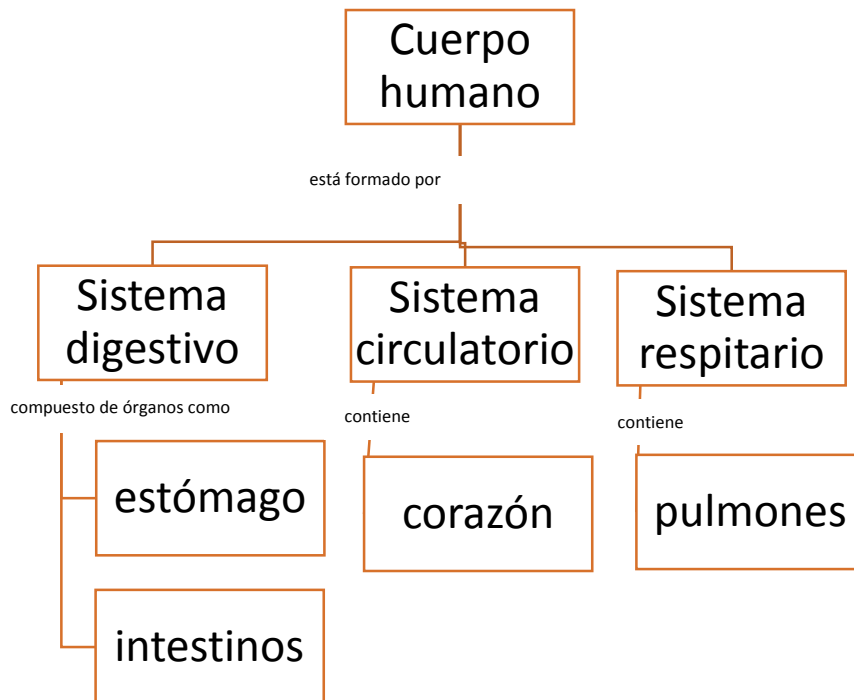 Cuerpo
humano
está formado por
Sistema
digestivo
Sistema
circulatorio
Sistema
respitario
compuesto de órganos como
contiene
contiene
estómago
corazón
pulmones
intestinos